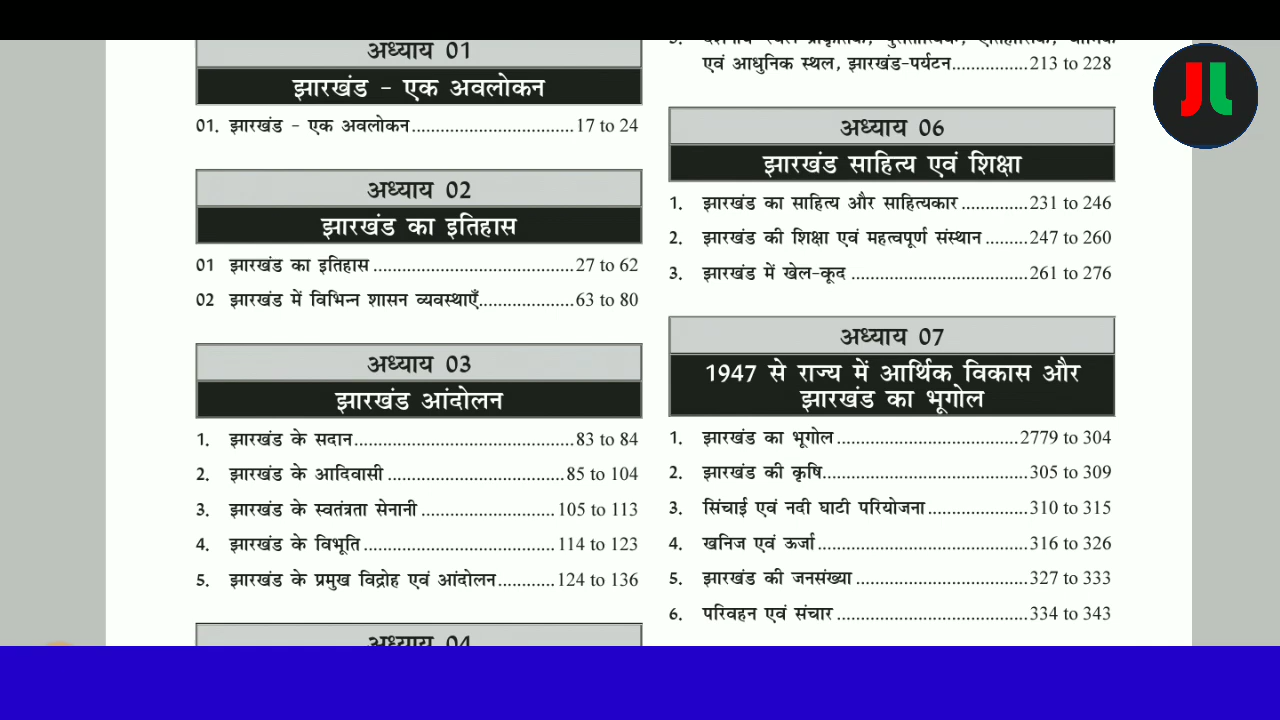 अध्याय 01
झारखंड - एक अवलोकन
01. झारखंड - एक अवलोकन.................................17 to 24
अध्याय 02
झारखंड का इतिहास
01 झारखंड का इतिहास.........................................27 to 62
02 झारखंड में विभिन्न शासन व्यवस्थाएँ....................63 to 80
अध्याय 03
झारखंड आंदोलन
1. झारखंड के सदान.............................................83 to 84
2. झारखंड के आदिवासी.....................................85 to 104
3. झारखंड के स्वतंत्रता सेनानी...........................105 to 113
4. झारखंड के विभूति.......................................114 to 123
5. झारखंड के प्रमुख विद्रोह एवं आंदोलन............124 to 136
अध्याय 04
एवं आधुनिक स्थल, झारखंड-पर्यटन................213 to 228
अध्याय 06
झारखंड साहित्य एवं शिक्षा
1. झारखंड का साहित्य और साहित्यकार..............231 to 246
2. झारखंड की शिक्षा एवं महत्वपूर्ण संस्थान.........247 to 260
3. झारखंड में खेल-कूद....................................261 to 276
अध्याय 07
1947 से राज्य में आर्थिक विकास और
झारखंड का भूगोल
1. झारखंड का भूगोल.....................................2779 to 304
2. झारखंड की कृषि..........................................305 to 309
3. सिंचाई एवं नदी घाटी परियोजना....................310 to 315
4. खनिज एवं ऊर्जा...........................................316 to 326
5. झारखंड की जनसंख्या...................................327 to 333
6. परिवहन एवं संचार.......................................334 to 343
JL